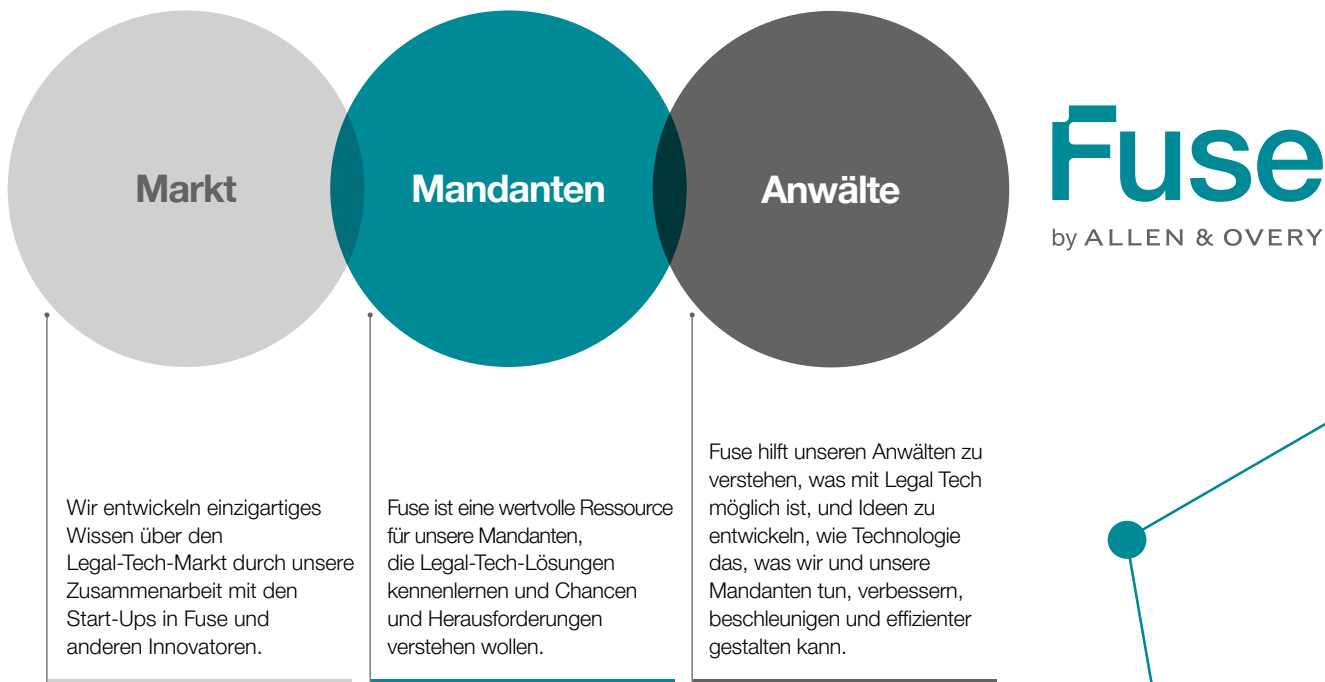 Markt
Mandanten
Anwälte
Fuse
by ALLEN & OVERY
Wir entwickeln einzigartiges
Wissen über den
Legal-Tech-Markt durch unsere
Zusammenarbeit mit den
Start-Ups in Fuse und
anderen Innovatoren.
Fuse ist eine wertvolle Ressource
für unsere Mandanten,
die Legal-Tech-Lösungen
kennenlernen und Chancen
und Herausforderungen
verstehen wollen.
Fuse hilft unseren Anwälten zu
verstehen, was mit Legal Tech
möglich ist, und Ideen zu
entwickeln, wie Technologie
das, was wir und unsere
Mandanten tun, verbessern,
beschleunigen und effizienter
gestalten kann.